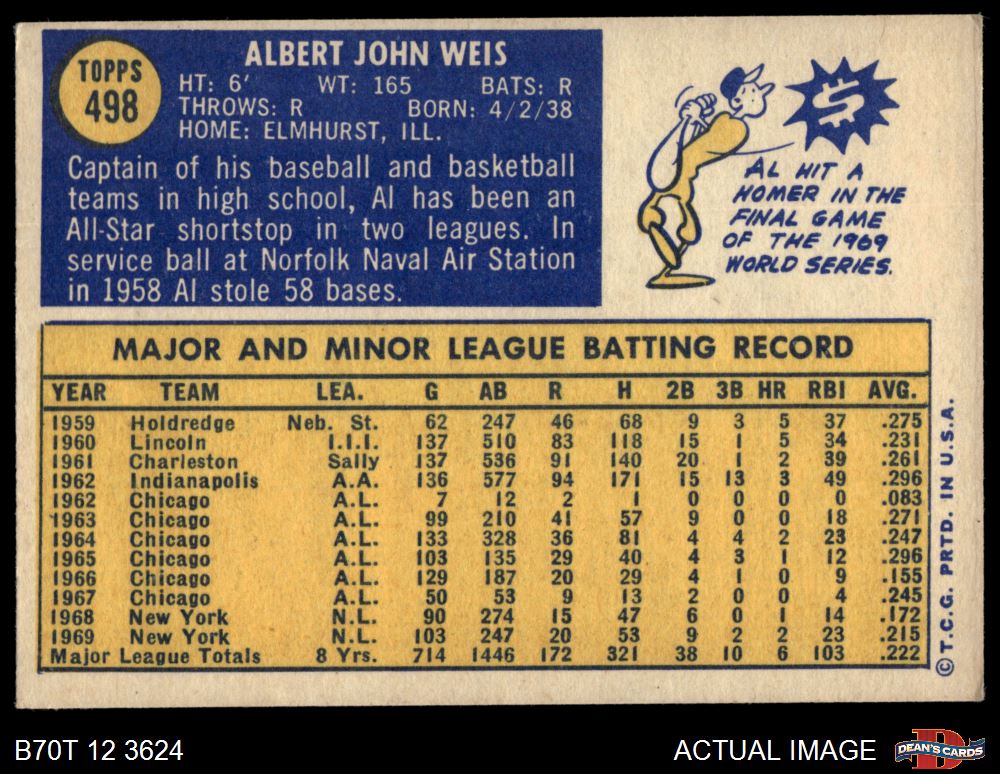 TOPPS
498
ALBERT JOHN WEIS
HT: 6' WT: 165 BATS: R
THROWS: R BORN: 4/2/38
HOME: ELMHURST, ILL.
Captain of his baseball and basketball
teams in high school, Al has been an
All-Star shortstop in two leagues. In
service ball at Norfolk Naval Air Station
in 1958 Al stole 58 bases.
$
AL HIT A
HOMER IN THE
FINAL GAME
OF THE 1969
WORLD SERIES.
MAJOR AND MINOR LEAGUE BATTING RECORD
YEAR TEAM LEA. G AB R H 2B 3B HR RBI AVG.
1959 Holdredge Neb. St. 62 247 46 68 9 3 5 37 .275
1960 Lincoln I.I.I. 137 510 83 118 15 1 5 34 .231
1961 Charleston Sally 137 536 91 140 20 1 2 39 .261
1962 Indianapolis A.A. 136 577 94 171 15 13 3 49 .296
1962 Chicago A.L. 7 12 2 1 0 0 0 0 .083
1963 Chicago A.L. 99 210 41 57 9 0 0 18 .271
1964 Chicago A.L. 133 328 36 81 4 4 2 23 .247
1965 Chicago A.L. 103 135 29 40 4 3 1 12 .296
1966 Chicago A.L. 129 187 20 29 4 1 0 9 .155
1967 Chicago A.L. 50 53 9 13 2 0 0 4 .245
1968 New York N.L. 90 274 15 47 6 0 1 14 .172
1969 New York N.L. 103 247 20 53 9 2 2 23 .215
Major League Totals 8 Yrs. 714 1446 172 321 38 10 6 103 .222
© T.C.G. PRTD. IN U.S.A.
B70T 12 3624
ACTUAL IMAGE
D
DEAN'S CARDS